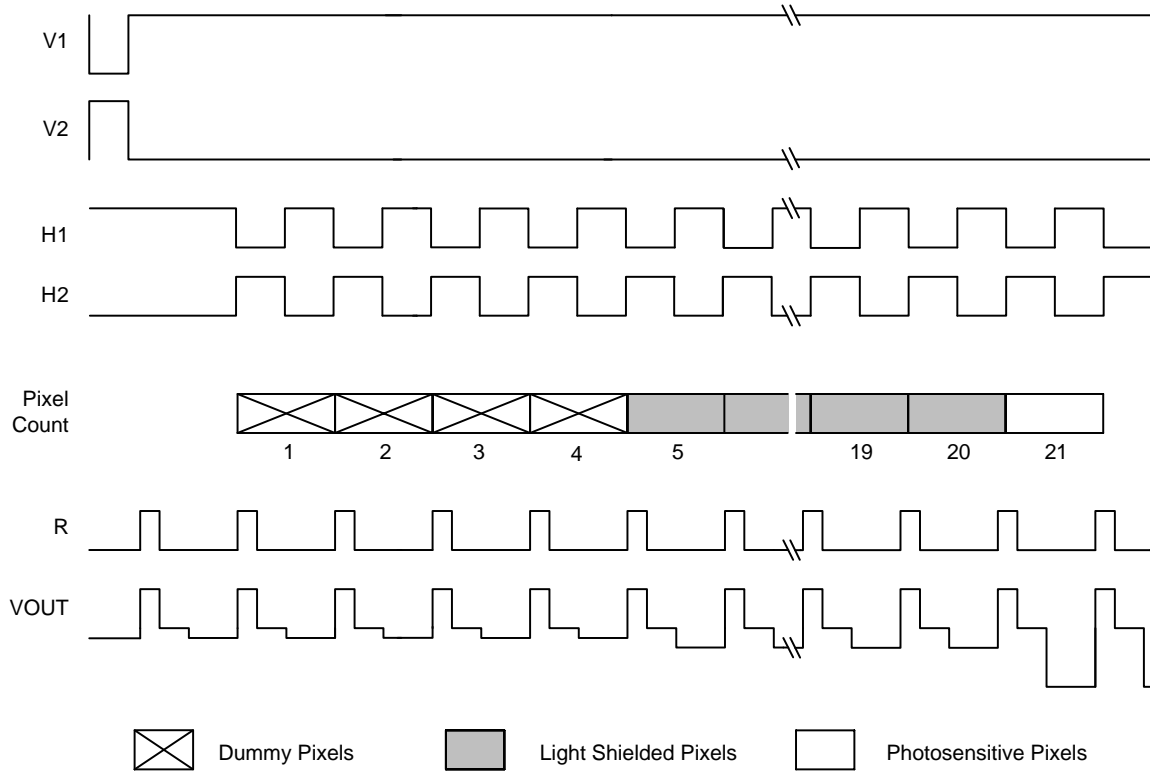 V1
V2
H1
H2
Pixel
Count
1 2 3 4 5 19 20 21
R
VOUT
Dummy Pixels Light Shielded Pixels Photosensitive Pixels